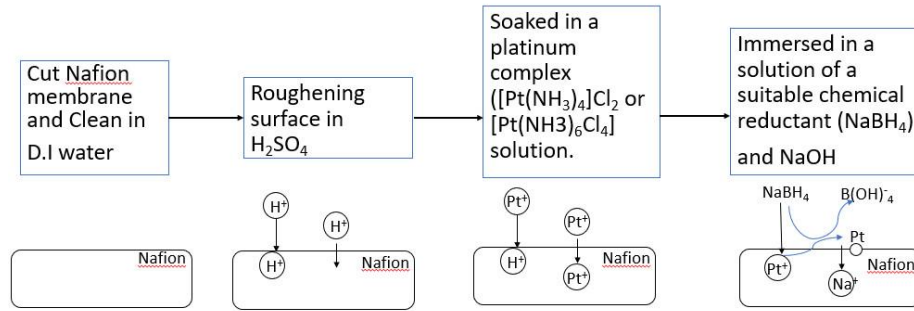 Cut Nafion
membrane
and Clean in
D.I water
Roughening
surface in
H₂SO₄
Soaked in a
platinum
complex
([Pt(NH₃)₄]Cl₂ or
[Pt(NH3)₆Cl₄]
solution.
Immersed in a
solution of a
suitable chemical
reductant (NaBH₄)
and NaOH
Nafion
H⁺
H⁺
H⁺
Nafion
Pt⁺
Pt⁺
H⁺
Pt⁺
Nafion
NaBH₄
B(OH)⁻₄
Pt
Pt⁺
Na⁺
Nafion